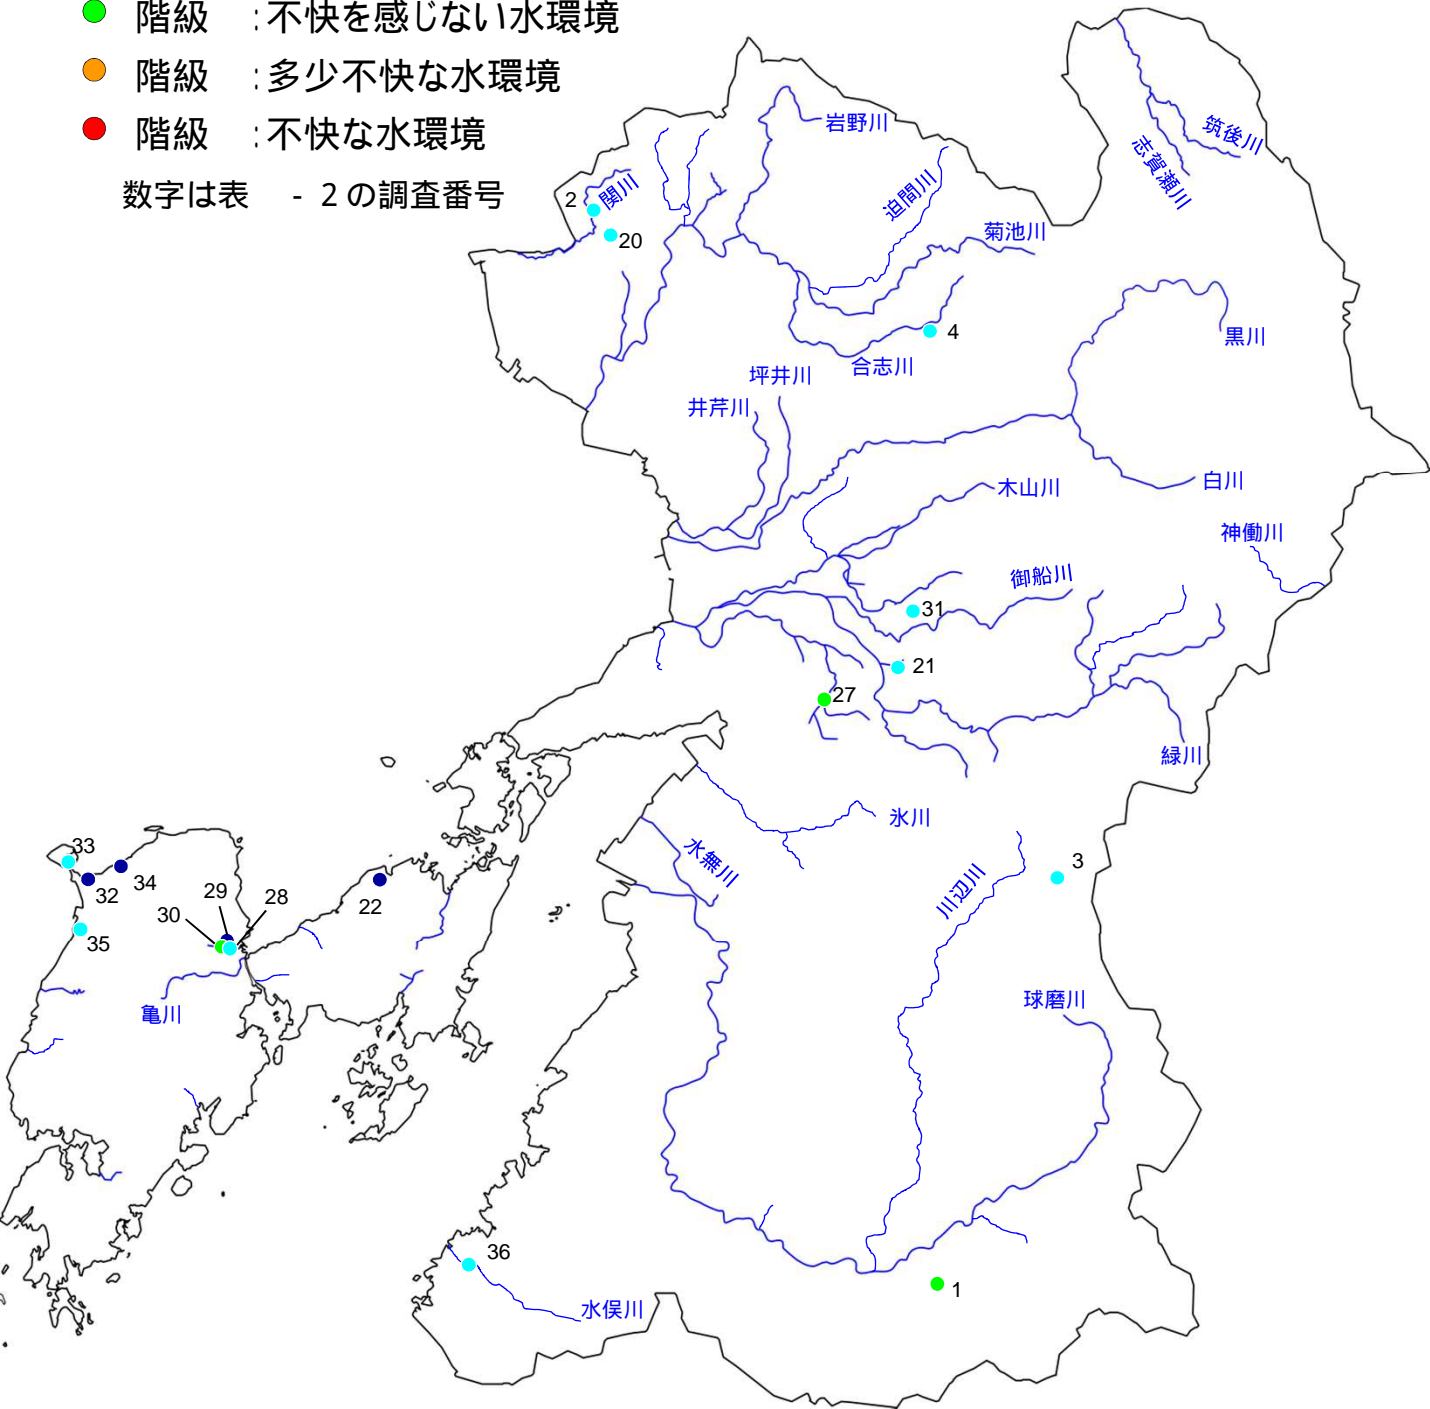 階級 :不快を感じない水環境
階級 :多少不快な水環境
階級 :不快な水環境
数字は表 - 2の調査番号
岩野川
筑後川
志賀瀬川
関川
2
20
迫間川
菊池川
4
合志川
黒川
坪井川
井芹川
白川
木山川
神働川
御船川
31
21
27
緑川
氷川
水無川
川辺川
3
33
32
34
29
28
30
22
35
亀川
球磨川
36
水俣川
1